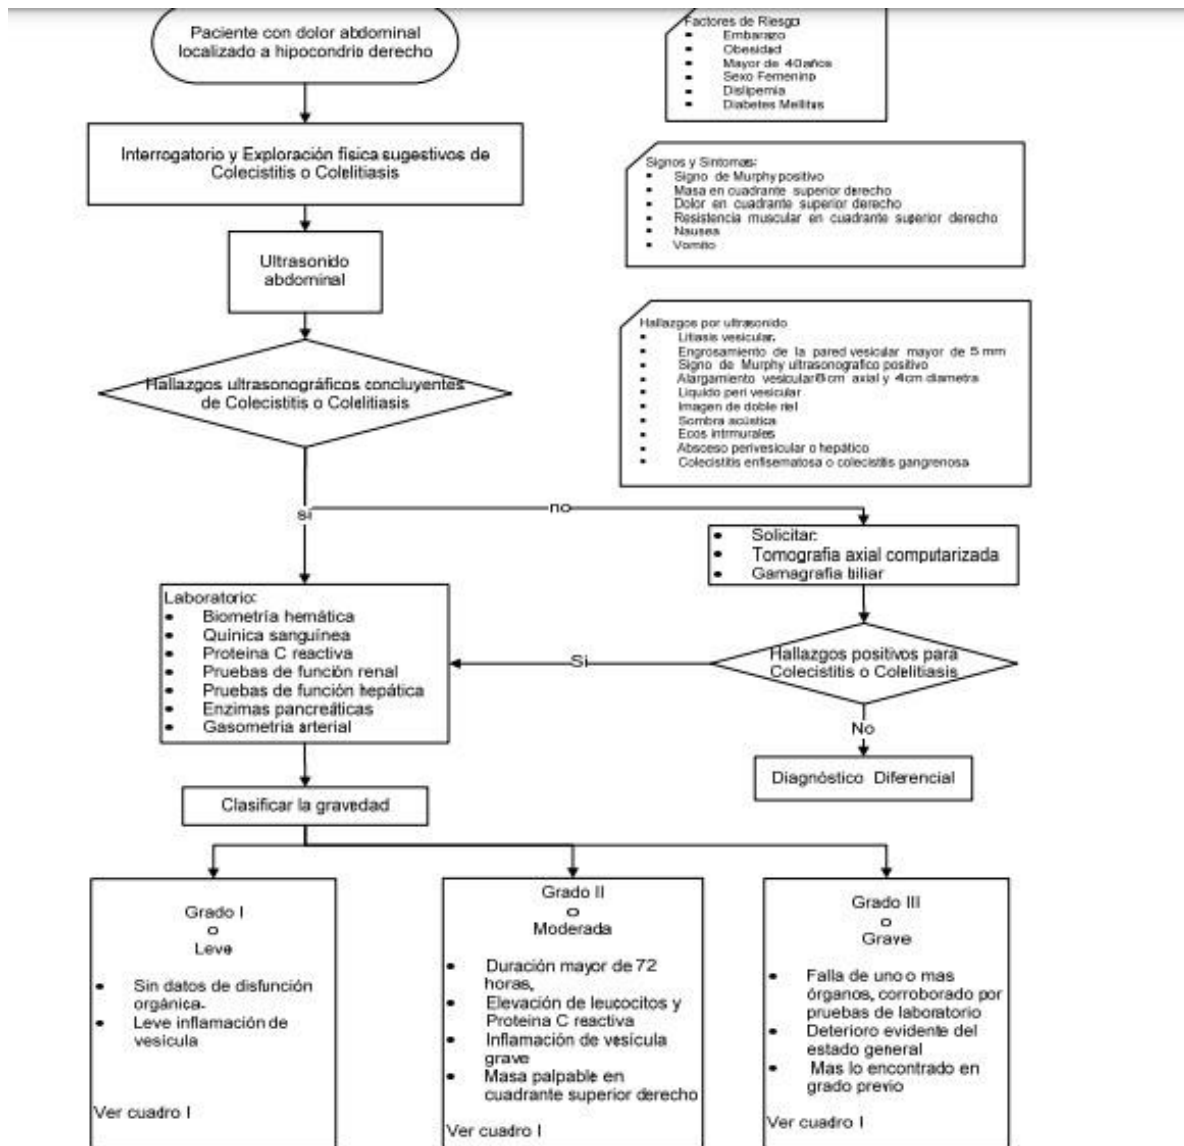 Paciente con dolor abdominal
localizado a hipocondrio derecho
Factores de Riesgo
Embarazo
Obesidad
Mayor de 40años
Sexo Femenino
Dislipemia
Diabetes Mellitus
Interrogatorio y Exploración física sugestivos de
Colecistitis o Colelitiasis
Signos y Sintomas:
Signo de Murphy positivo
Masa en cuadrante superior derecho
Dolor en cuadrante superior derecho
Resistencia muscular en cuadrante superior derecho
Nausea
Vomito
Ultrasonido
abdominal
Hallazgos por ultrasonido
Litiasis vesicular.
Engrosamiento de la pared vesicular mayor de 5 mm
Signo de Murphy ultrasonografico positivo
Alargamiento vesicular 8 cm axial y 4cm diametra
Liquido peri vesicular
Imagen de doble riel
Sombra acústica
Ecos intrmurales
Absceso perivesicular o hepático
Colecistitis enfisematosa o colecistitis gangrenosa
Hallazgos ultrasonográficos concluyentes
de Colecistitis o Colelitiasis
sí
no
Solicitar:
Tomografia axial computarizada
Gamagrafia biliar
Laboratorio:
Biometría hemática
Química sanguínea
Proteina C reactiva
Pruebas de función renal
Pruebas de función hepática
Enzimas pancreáticas
Gasometria arterial
Hallazgos positivos para
Colecistitis o Colelitiasis
Si
No
Diagnóstico Diferencial
Clasificar la gravedad
Grado I
o
Leve
Sin datos de disfunción
orgánica.
Leve inflamación de
vesícula
Ver cuadro I
Grado II
o
Moderada
Duración mayor de 72
horas,
Elevación de leucocitos y
Proteina C reactiva
Inflamación de vesícula
grave
Masa palpable en
cuadrante superior derecho
Ver cuadro I
Grado III
o
Grave
Falla de uno o mas
órganos, corroborado por
pruebas de laboratorio
Deterioro evidente del
estado general
Mas lo encontrado en
grado previo
Ver cuadro I